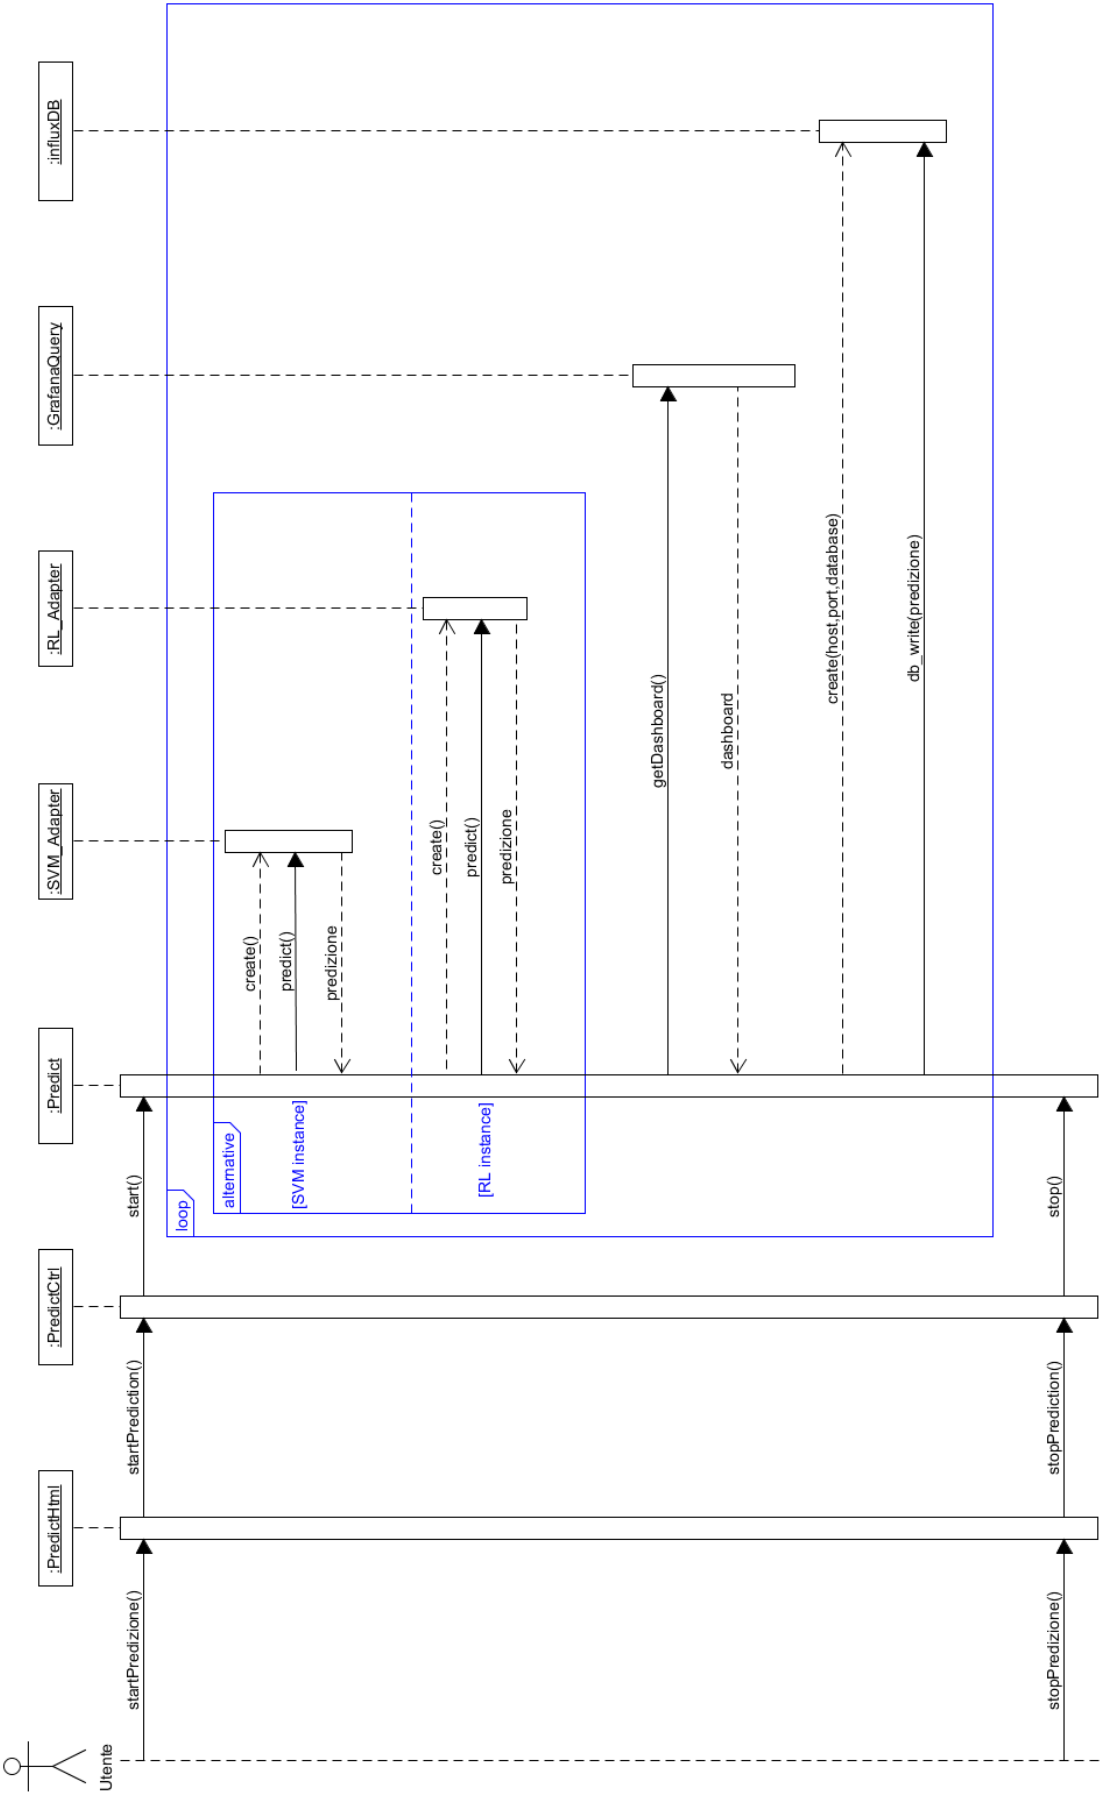 Utente
:PredictHtml
:PredictCtrl
:Predict
:SVM_Adapter
:RL_Adapter
:GrafanaQuery
:influxDB
startPredizione()
startPrediction()
start()
loop
alternative
[SVM instance]
create()
predict()
predizione
[RL instance]
create()
predict()
predizione
getDashboard()
dashboard
create(host,port,database)
db_write(predizione)
stopPredizione()
stopPrediction()
stop()